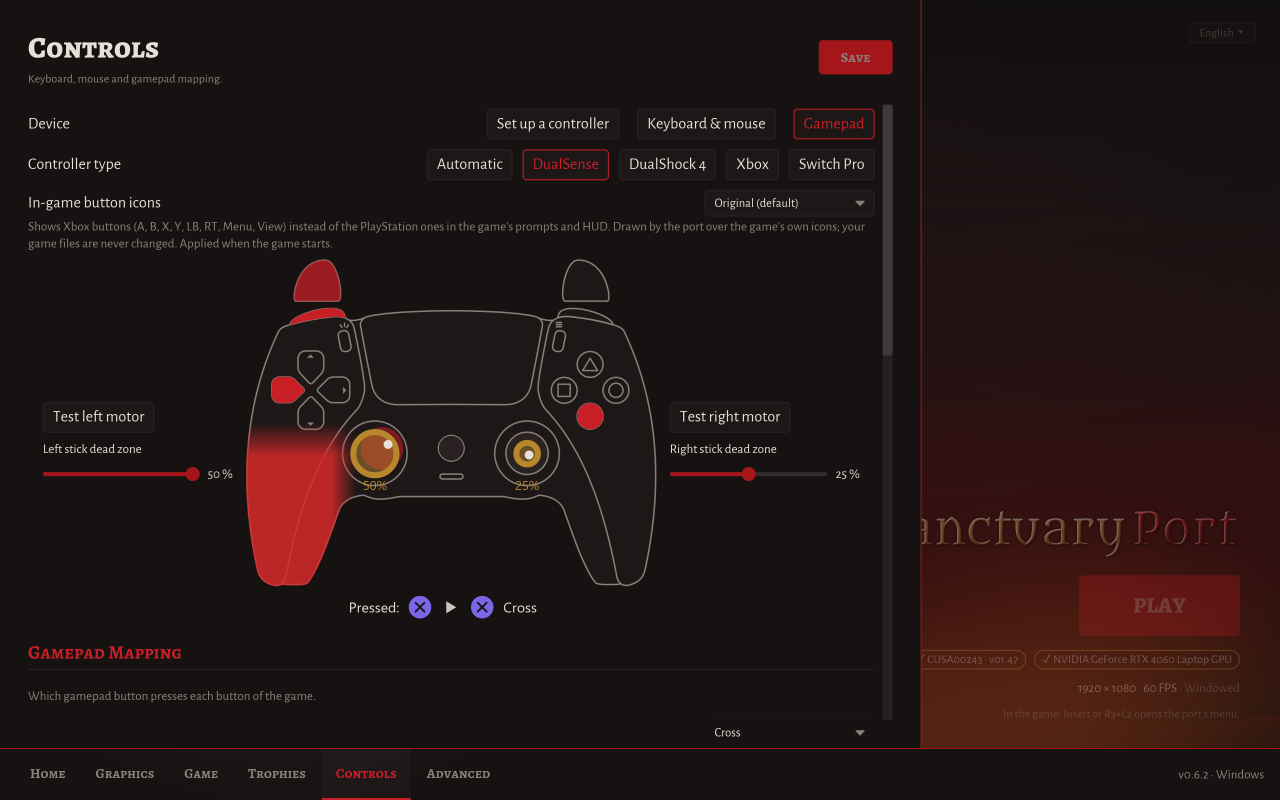 Controls
Keyboard, mouse and gamepad mapping.
Save
English
Device
Set up a controller
Keyboard & mouse
Gamepad
Controller type
Automatic
DualSense
DualShock 4
Xbox
Switch Pro
In-game button icons
Original (default)
Shows Xbox buttons (A, B, X, Y, LB, RT, Menu, View) instead of the PlayStation ones in the game's prompts and HUD. Drawn by the port over the game's own icons; your
game files are never changed. Applied when the game starts.
Test left motor
Left stick dead zone
50 %
50%
25%
Test right motor
Right stick dead zone
25 %
Pressed:
Cross
Gamepad Mapping
Which gamepad button presses each button of the game.
Cross
anctuary Port
PLAY
CUSA00243 · v01.47
NVIDIA GeForce RTX 4060 Laptop GPU
1920 × 1080 · 60 FPS · Windowed
In the game: Insert or R3+L2 opens the port's menu.
Home
Graphics
Game
Trophies
Controls
Advanced
v0.6.2 · Windows